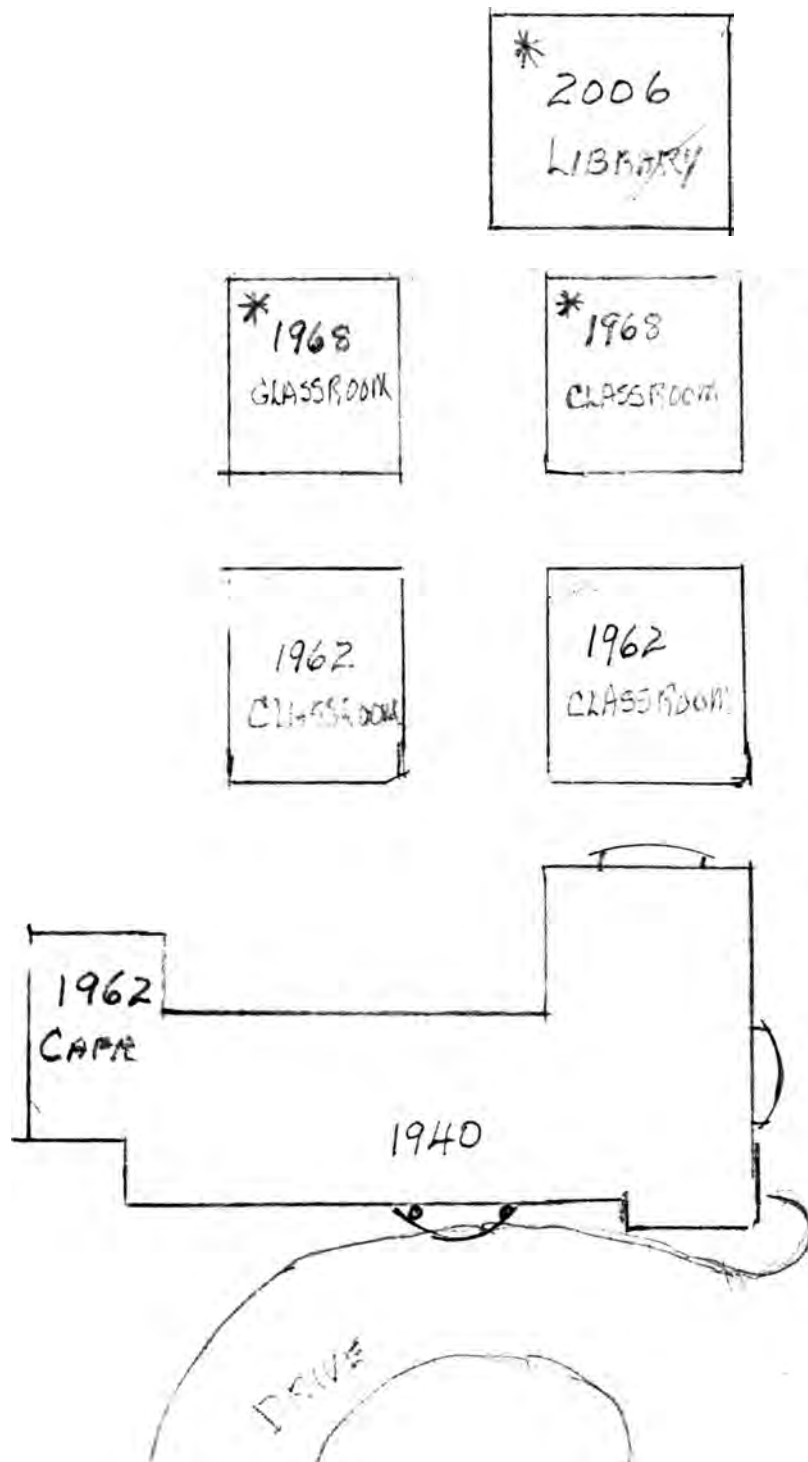 *
2006
LIBRARY
* *
1968 1968
CLASSROOM CLASSROOM
1962 1962
CLASSROOM CLASSROOM
1962
CAFE
1940
DRIVE